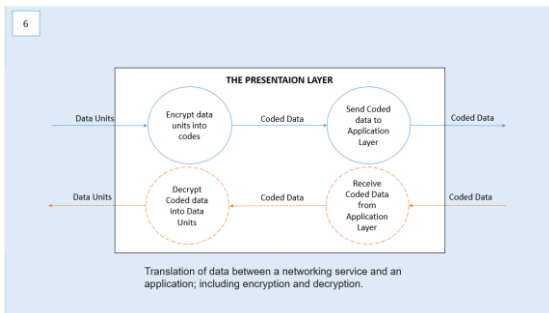 6
THE PRESENTAION LAYER
Data Units
Encrypt data
units into
codes
Coded Data
Send Coded
data to
Application
Layer
Coded Data
Data Units
Decrypt
Coded data
into Data
Units
Coded Data
Receive
Coded Data
from
Application
Layer
Coded Data
Translation of data between a networking service and an
application; including encryption and decryption.